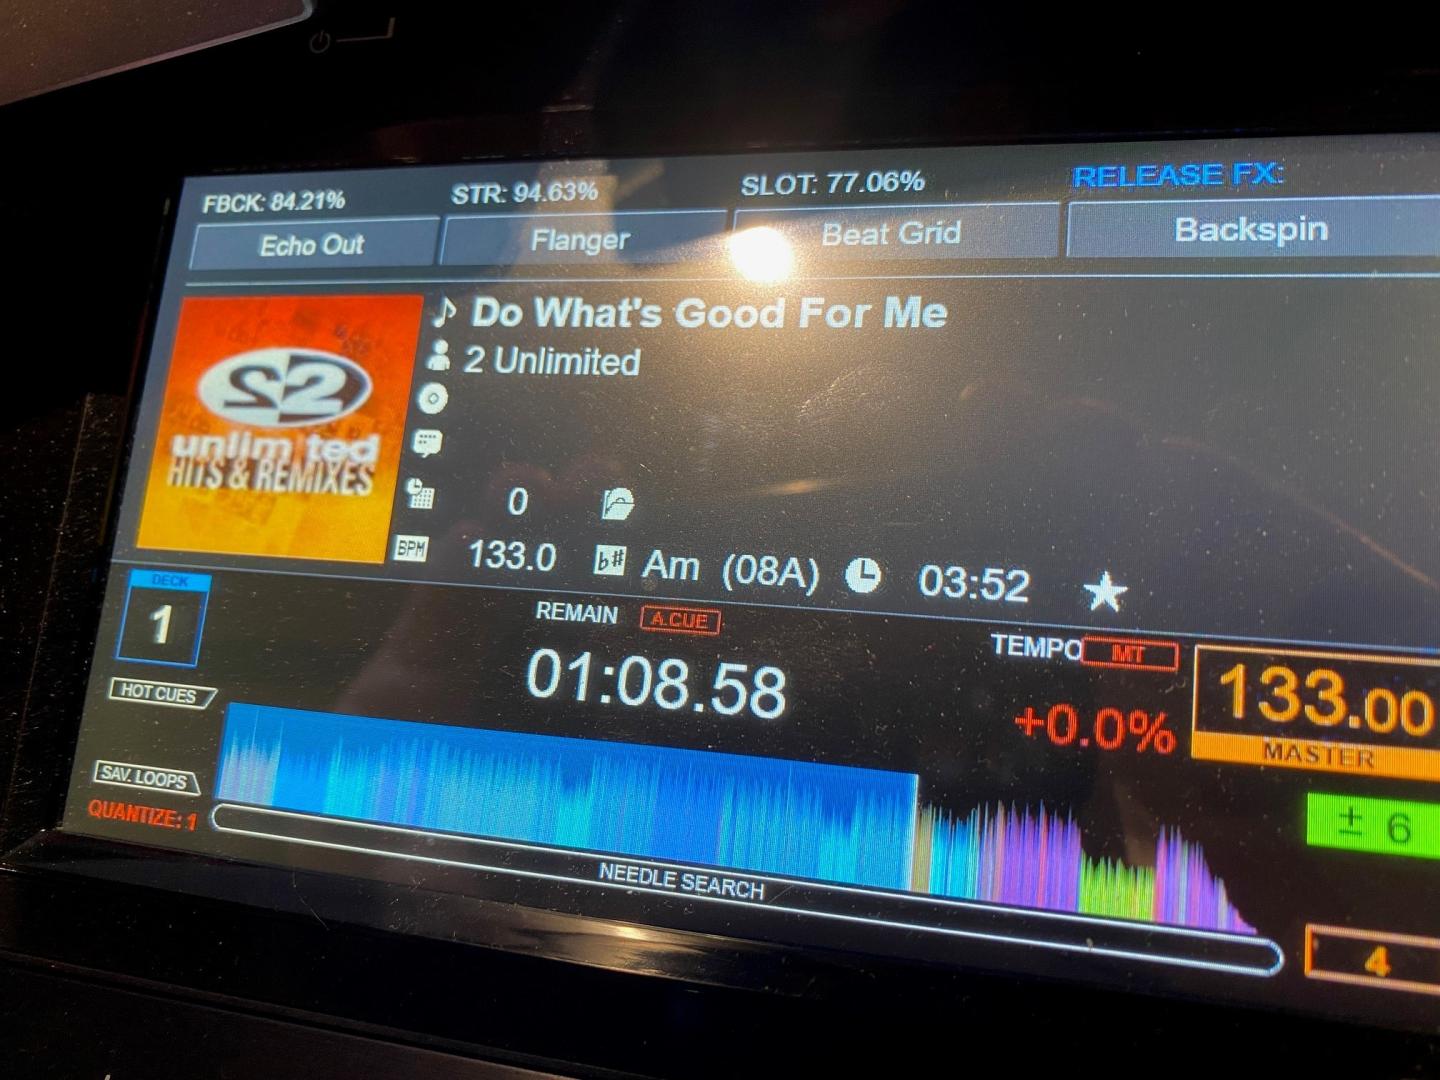 FBCK: 84.21% STR: 94.63% SLOT: 77.06% RELEASE FX:
Echo Out Flanger Beat Grid Backspin
Do What's Good For Me
2 Unlimited
2
unlimited
HITS & REMIXES
0
BPM 133.0 b# Am (08A) 03:52
DECK
1
REMAIN A.CUE
01:08.58
TEMPO MT
+0.0%
133.00
MASTER
HOT CUES
SAV. LOOPS
QUANTIZE: 1
± 6
NEEDLE SEARCH
4